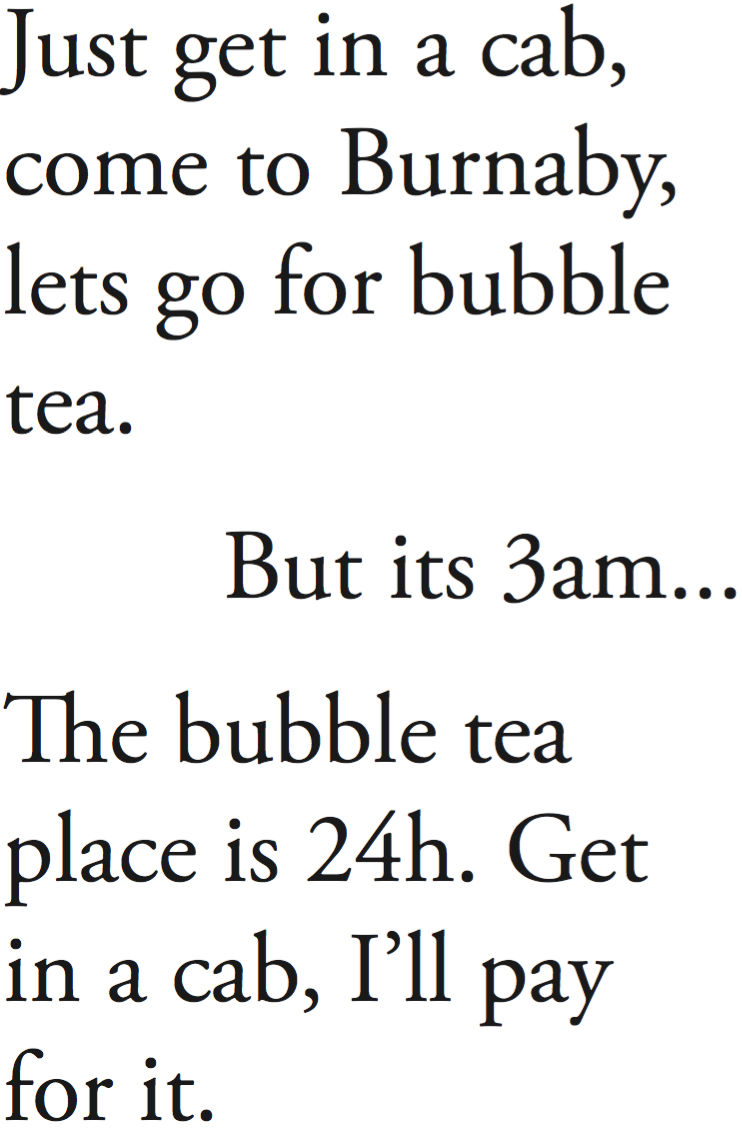 Just get in a cab,
come to Burnaby,
lets go for bubble
tea.
But its 3am...
The bubble tea
place is 24h. Get
in a cab, I’ll pay
for it.